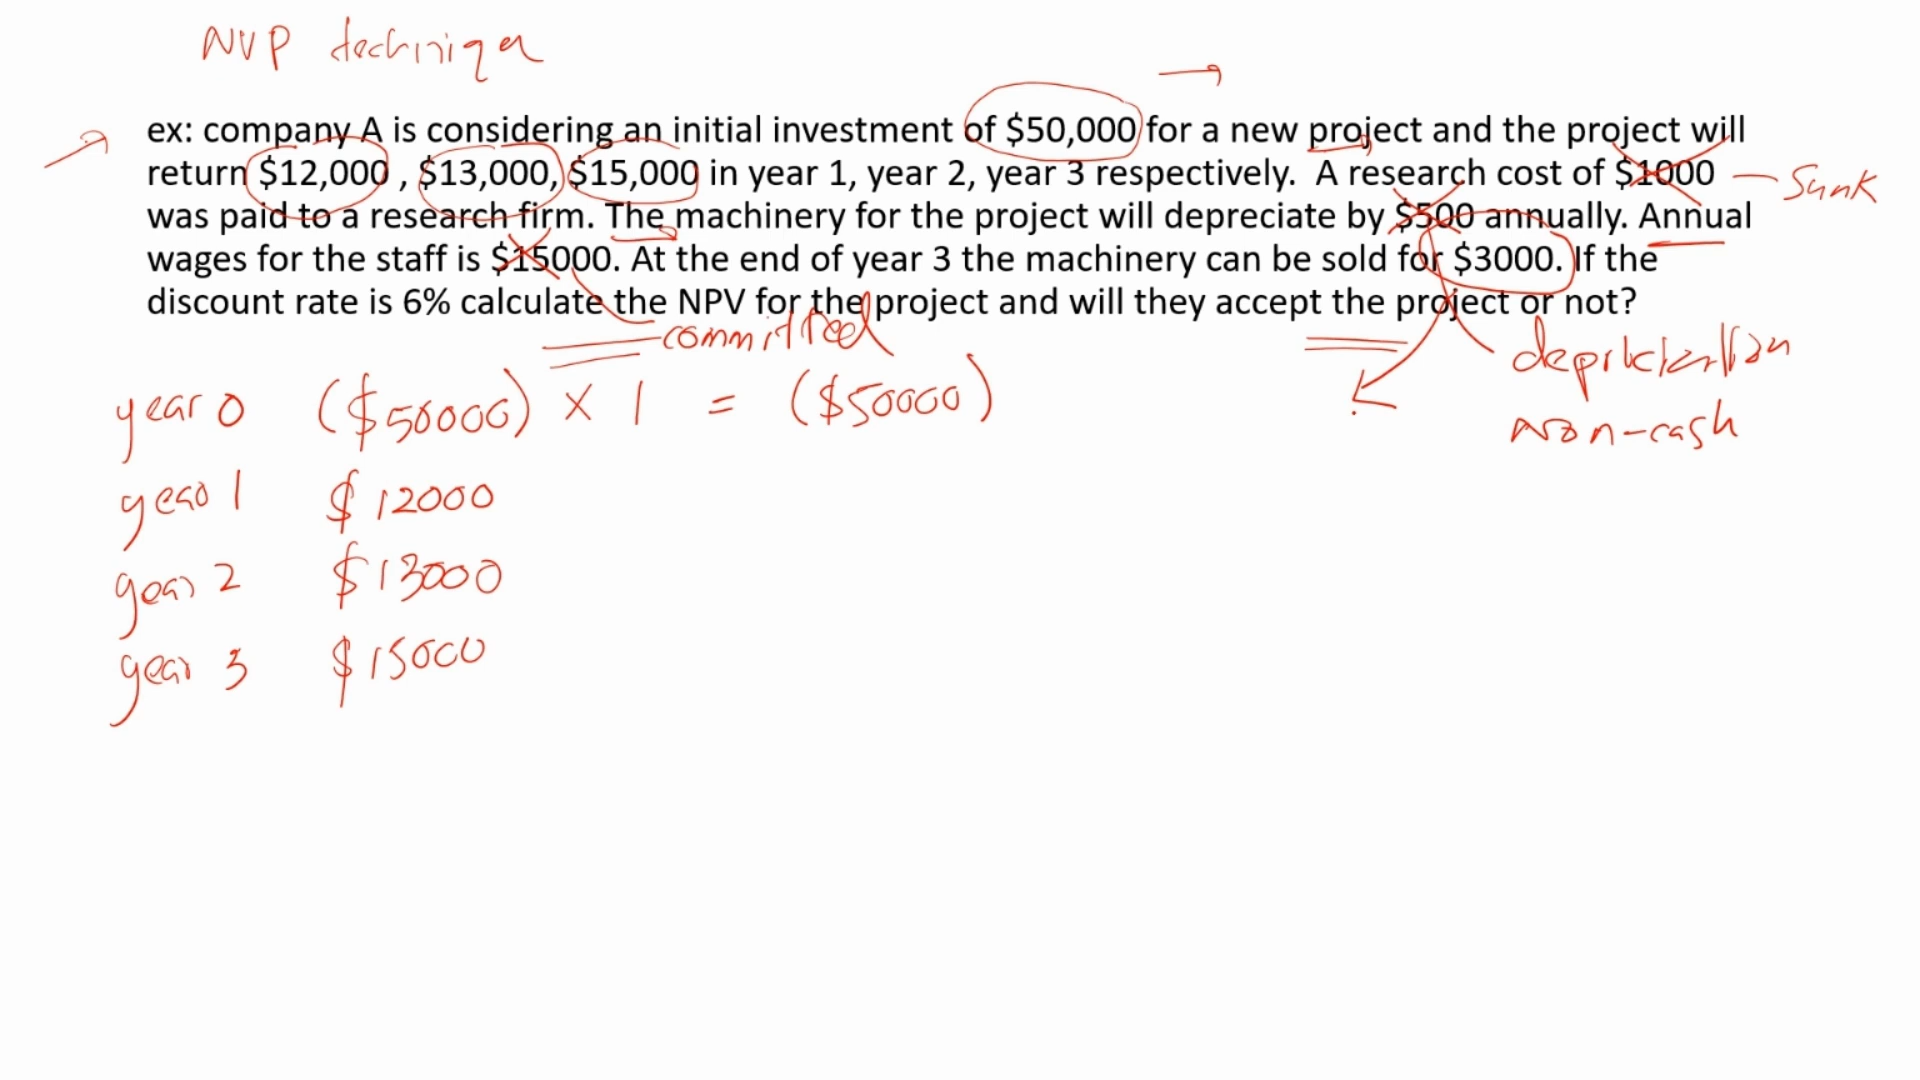 NVP techniqer
ex: company A is considering an initial investment of $50,000 for a new project and the project will
return $12,000 , $13,000, $15,000 in year 1, year 2, year 3 respectively.  A research cost of $1000 — Sunk
was paid to a research firm. The machinery for the project will depreciate by $500 annually. Annual
wages for the staff is $15000. At the end of year 3 the machinery can be sold for $3000. If the
discount rate is 6% calculate the NPV for the project and will they accept the project or not?
committed
year 0 ($50000) × 1 = ($50000)
non-cash
year 1 $12000
year 2 $13000
year 3 $15000